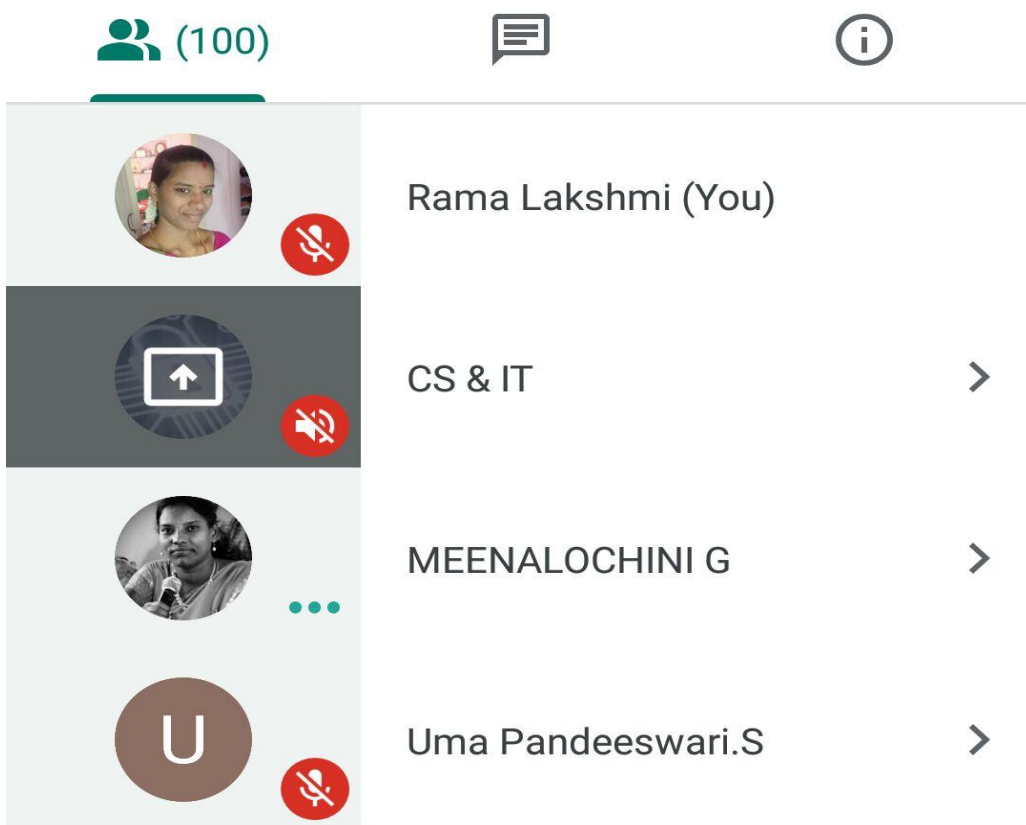 (100)
Rama Lakshmi (You)
CS & IT
MEENALOCHINI G
U
Uma Pandeeswari.S